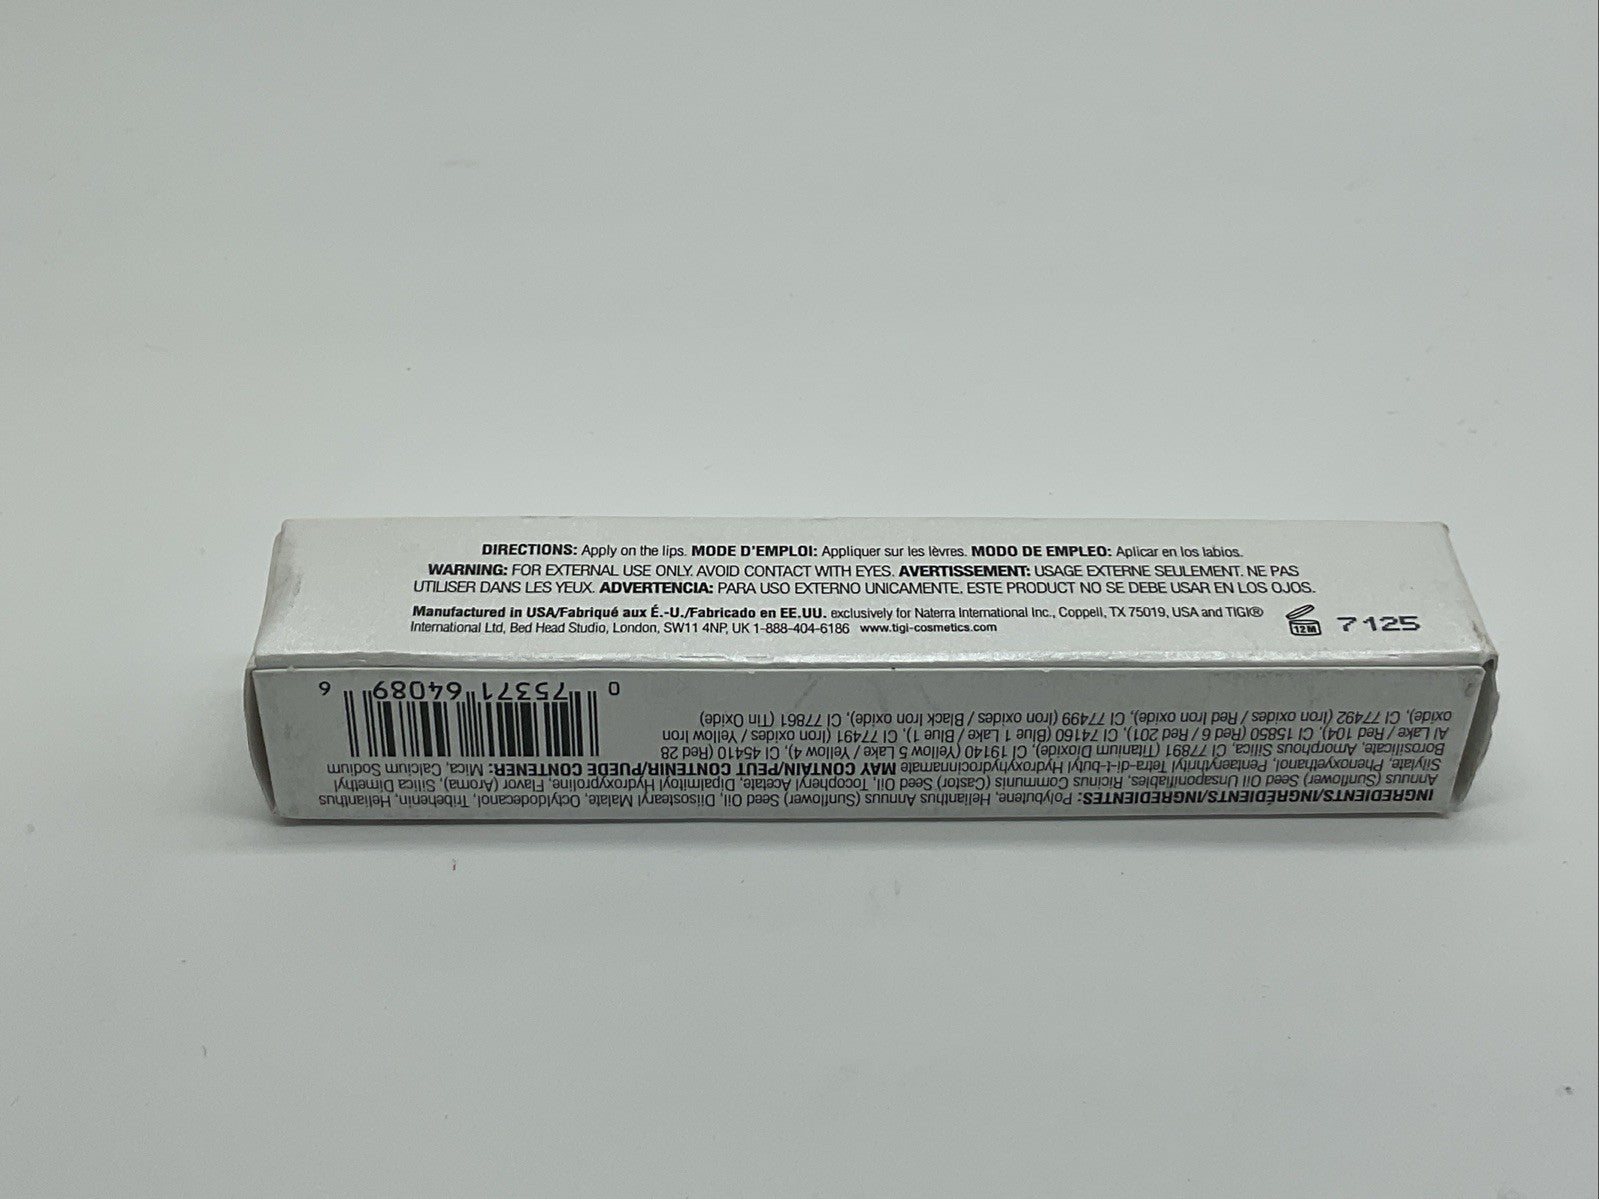 DIRECTIONS: Apply on the lips. MODE D'EMPLOI: Appliquer sur les lèvres. MODO DE EMPLEO: Aplicar en los labios.
WARNING: FOR EXTERNAL USE ONLY. AVOID CONTACT WITH EYES. AVERTISSEMENT: USAGE EXTERNE SEULEMENT. NE PAS
UTILISER DANS LES YEUX. ADVERTENCIA: PARA USO EXTERNO UNICAMENTE. ESTE PRODUCT NO SE DEBE USAR EN LOS OJOS.
Manufactured in USA/Fabriqué aux É.-U./Fabricado en EE.UU. exclusively for Naterra International Inc., Coppell, TX 75019, USA and TIGI®
International Ltd, Bed Head Studio, London, SW11 4NP, UK 1-888-404-6186 www.tigi-cosmetics.com
12M 7125
INGREDIENTS/INGRÉDIENTS/INGREDIENTES: Polybutene, Helianthus Annuus (Sunflower) Seed Oil, Diisostearyl Malate, Octyldodecanol, Tribehenin, Helianthus
Annuus (Sunflower) Seed Oil Unsaponifiables, Ricinus Communis (Castor) Seed Oil, Tocopheryl Acetate, Dipalmitoyl Hydroxyproline, Flavor (Aroma), Silica Dimethyl
Silylate, Phenoxyethanol, Pentaerythrityl Tetra-di-t-butyl Hydroxyhydrocinnamate MAY CONTAIN/PEUT CONTENIR/PUEDE CONTENER: Mica, Calcium Sodium
Borosilicate, Amorphous Silica, CI 77891 (Titanium Dioxide), CI 19140 (Yellow 5 Lake / Yellow 4), CI 45410 (Red 28
Al Lake / Red 104), CI 15850 (Red 6 / Red 201), CI 74160 (Blue 1 Lake / Blue 1), CI 77491 (Iron oxides / Yellow Iron
oxide), CI 77492 (Iron oxides / Red Iron oxide), CI 77499 (Iron oxides / Black Iron oxide), CI 77861 (Tin Oxide)
0 75371 64089 6